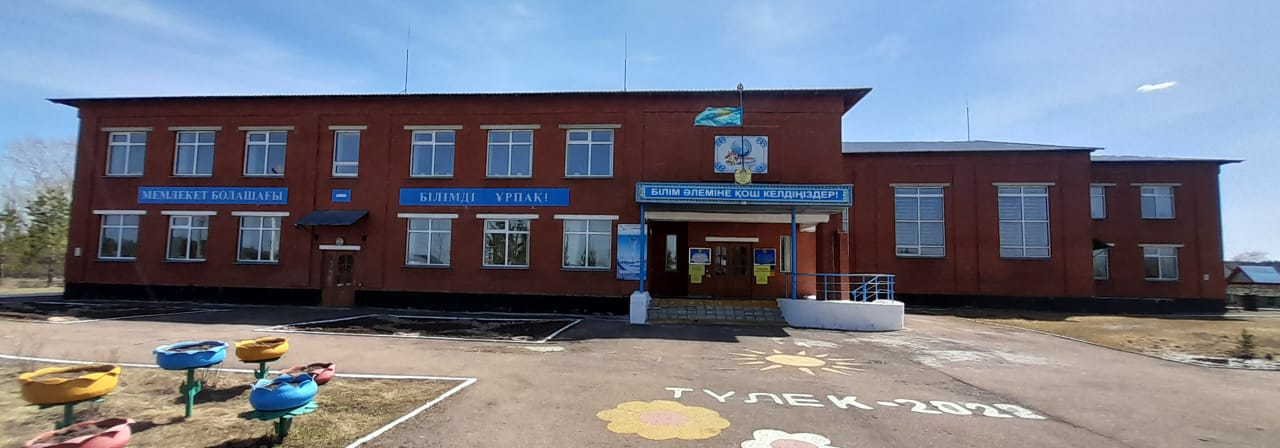 МЕМЛЕКЕТ БОЛАШАҒЫ
БІЛІМДІ ҰРПАҚ!
БІЛІМ ӘЛЕМІНЕ ҚОШ КЕЛДІҢІЗДЕР!
ТҮЛЕК-2022